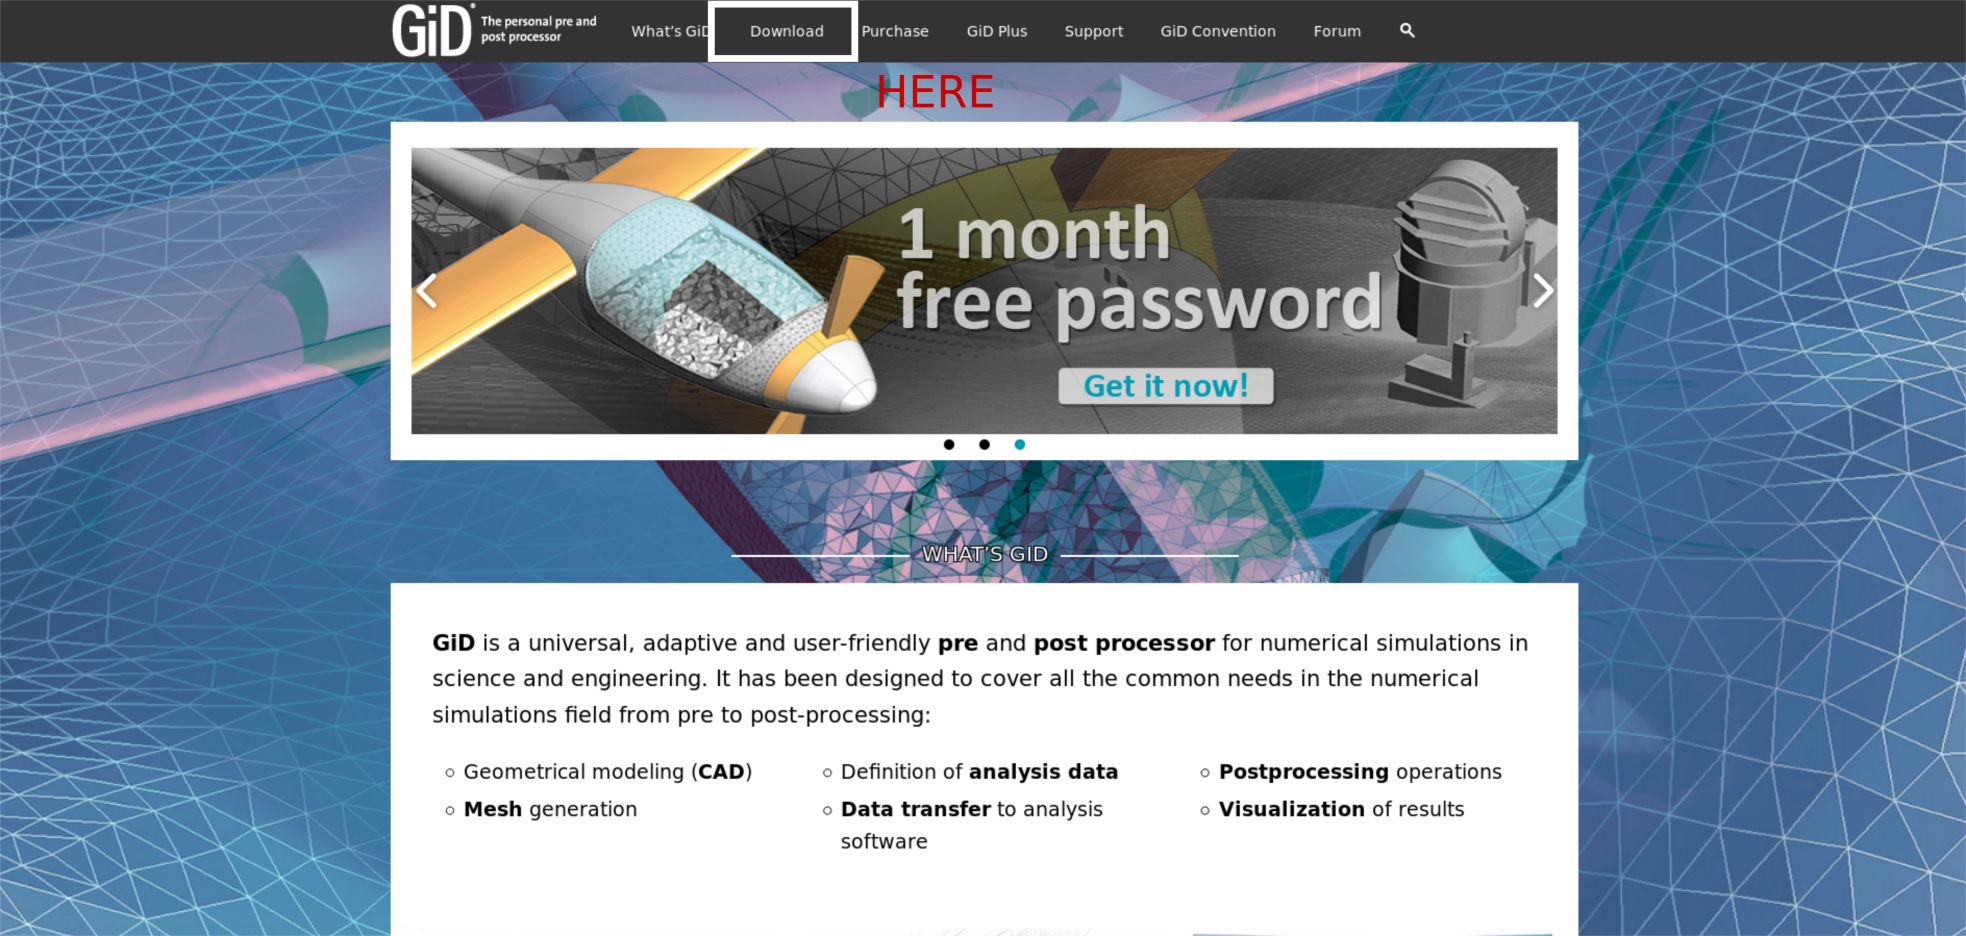 GiD® The personal pre and
post processor
What's GiD Download Purchase GiD Plus Support GiD Convention Forum
HERE
1 month
free password
Get it now!
WHAT'S GID
GiD is a universal, adaptive and user-friendly pre and post processor for numerical simulations in
science and engineering. It has been designed to cover all the common needs in the numerical
simulations field from pre to post-processing:
Geometrical modeling (CAD)
Mesh generation
Definition of analysis data
Data transfer to analysis
software
Postprocessing operations
Visualization of results